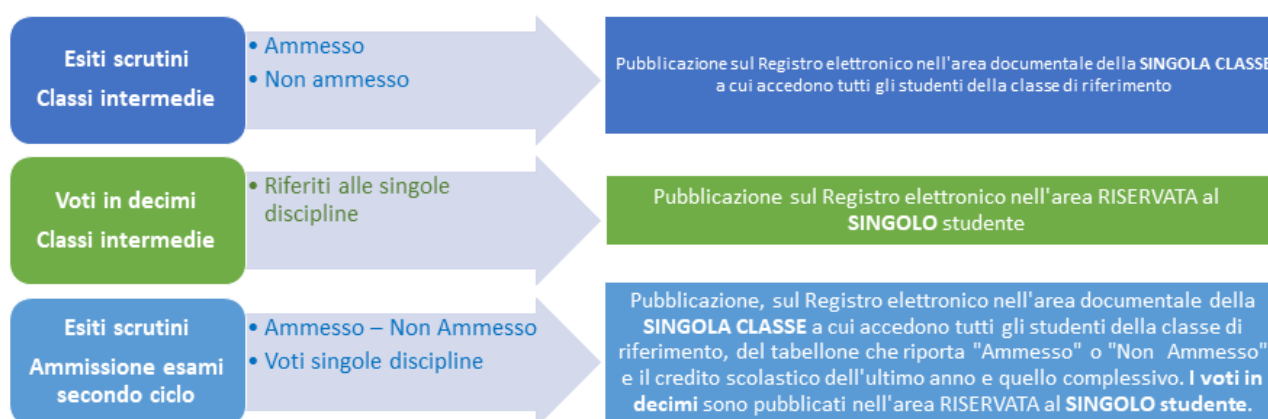 Esiti scrutini
Classi intermedie
• Ammesso
• Non ammesso
Pubblicazione sul Registro elettronico nell'area documentale della SINGOLA CLASSE
a cui accedono tutti gli studenti della classe di riferimento
Voti in decimi
Classi intermedie
• Riferiti alle singole
discipline
Pubblicazione sul Registro elettronico nell'area RISERVATA al
SINGOLO studente
Esiti scrutini
Ammissione esami
secondo ciclo
• Ammesso – Non Ammesso
• Voti singole discipline
Pubblicazione, sul Registro elettronico nell'area documentale della
SINGOLA CLASSE a cui accedono tutti gli studenti della classe di
riferimento, del tabellone che riporta "Ammesso" o "Non Ammesso"
e il credito scolastico dell'ultimo anno e quello complessivo. I voti in
decimi sono pubblicati nell'area RISERVATA al SINGOLO studente.